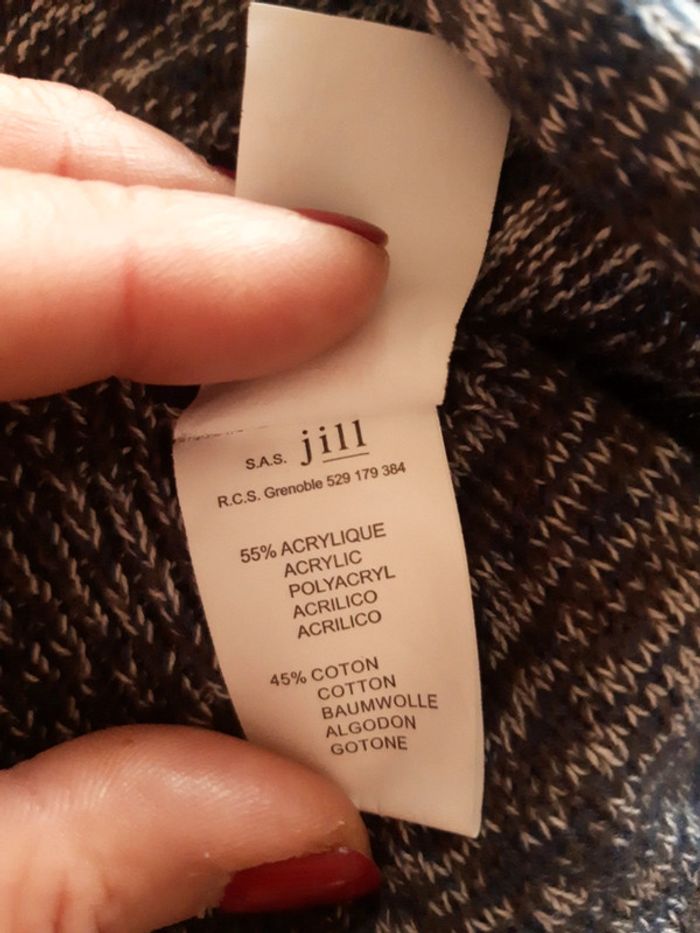 S.A.S. jill
R.C.S. Grenoble 529 179 384
55% ACRYLIQUE
ACRYLIC
POLYACRYL
ACRILICO
ACRILICO
45% COTON
COTTON
BAUMWOLLE
ALGODON
GOTONE